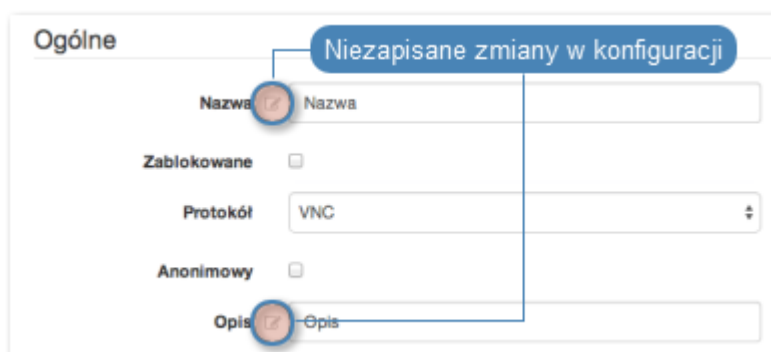 Ogólne
Niezapisane zmiany w konfiguracji
Nazwa Nazwa
Zablokowane
Protokół VNC
Anonimowy
Opis Opis